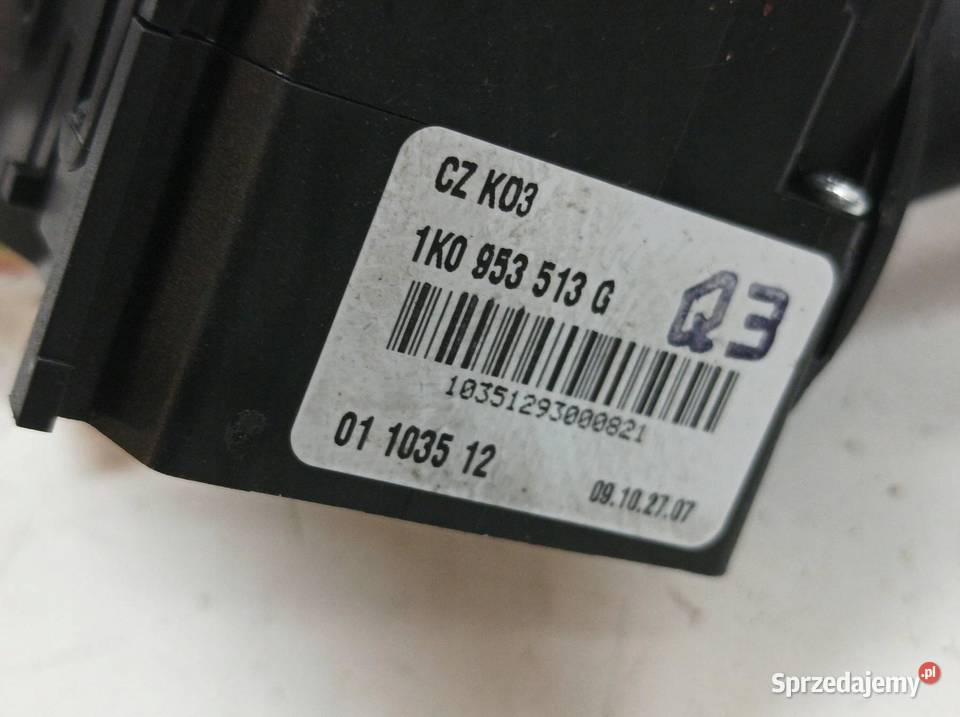 CZ K03
1K0 953 513 G
Q3
10351293000821
01 1035 12
09.10.27.07
Sprzedajemy.pl